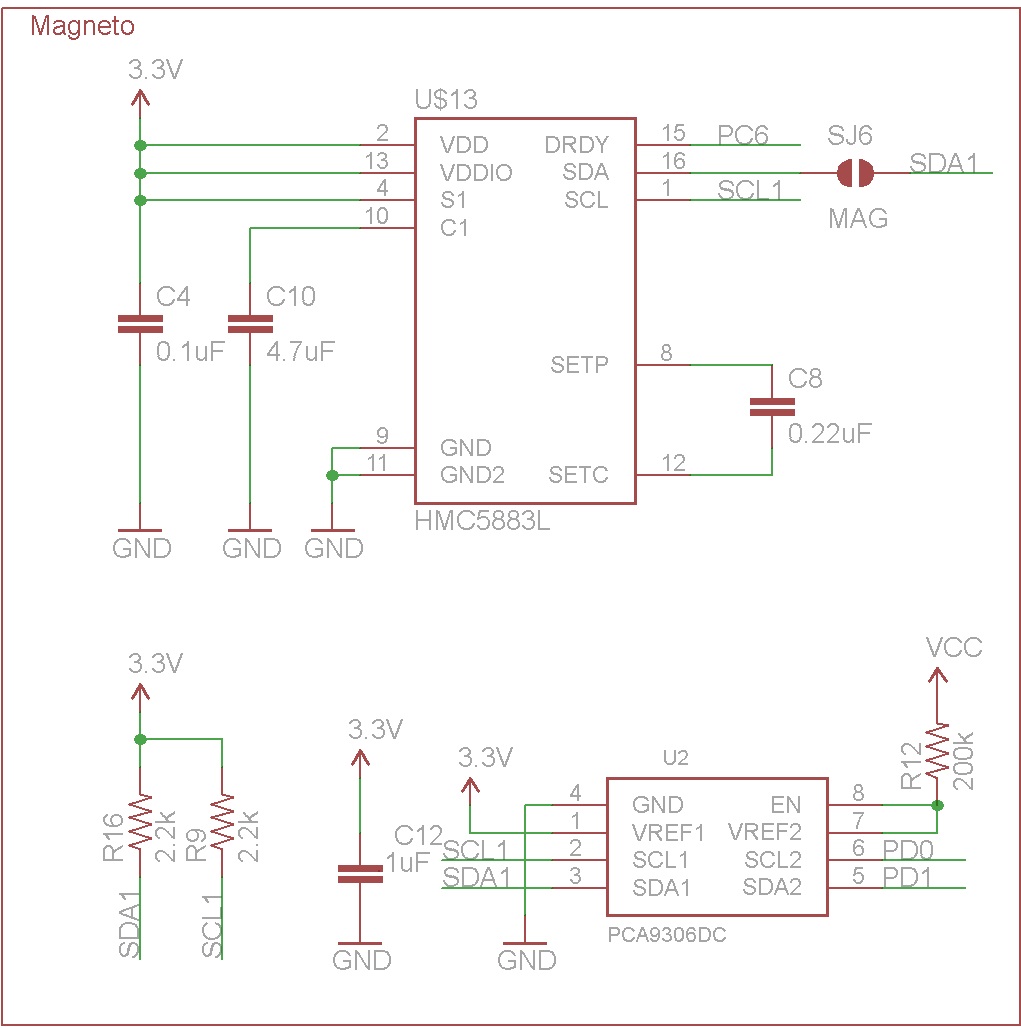 Magneto
3.3V
U$13
2 VDD DRDY 15 PC6 SJ6
13 VDDIO SDA 16 SDA1
4 S1 SCL 1 SCL1
10 C1 MAG
C4 C10
0.1uF 4.7uF
SETP 8
C8
0.22uF
9 GND
11 GND2 SETC 12
HMC5883L
GND GND GND
VCC
3.3V
3.3V
3.3V U2
R12 200k
4 GND EN 8
1 VREF1 VREF2 7
R16 2.2k R9 2.2k
C12
1uF
SCL1 2 SCL1 SCL2 6 PD0
SDA1 3 SDA1 SDA2 5 PD1
SDA1 SCL1
PCA9306DC
GND GND